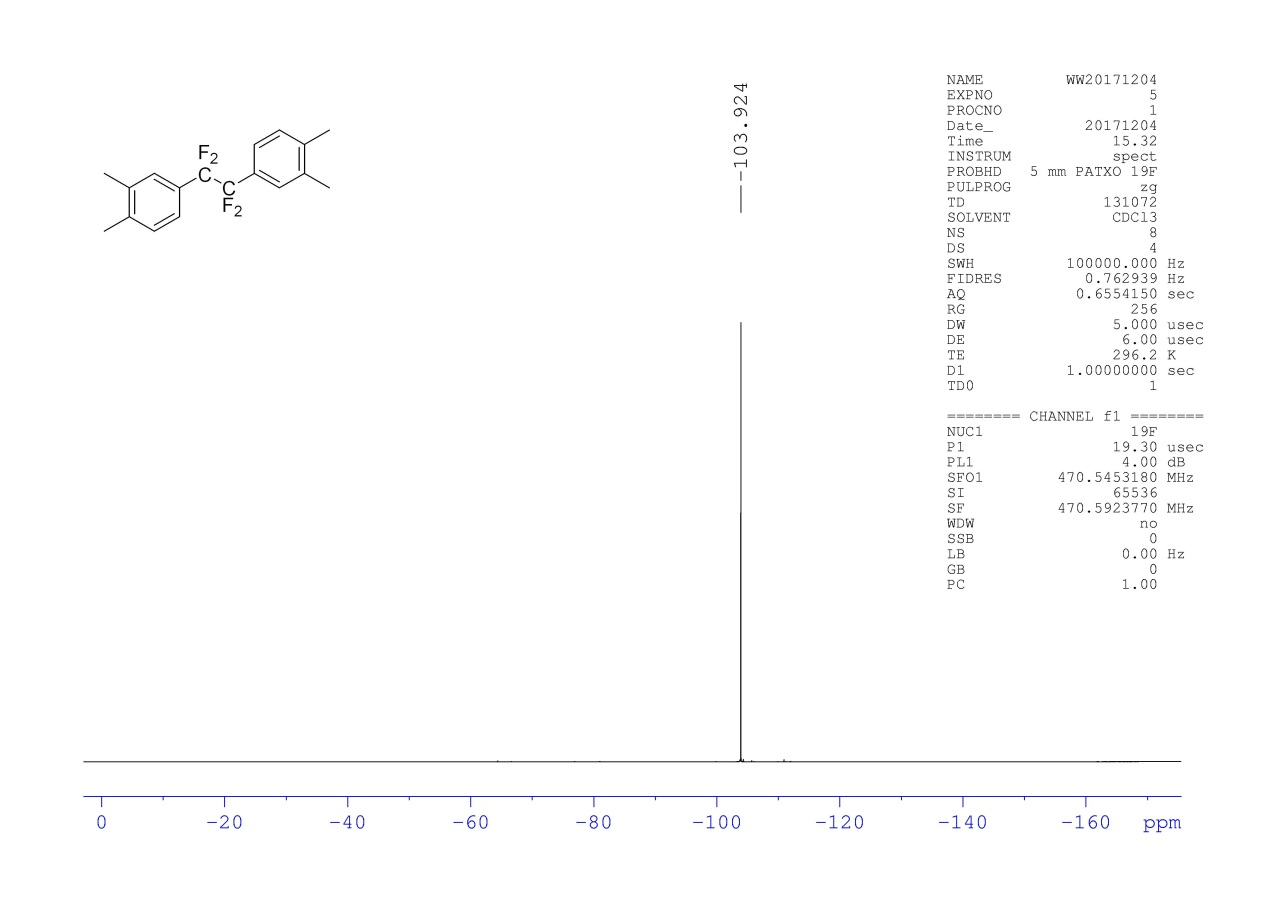 -103.924
F2
C
C
F2
NAME WW20171204
EXPNO 5
PROCNO 1
Date_ 20171204
Time 15.32
INSTRUM spect
PROBHD 5 mm PATXO 19F
PULPROG zg
TD 131072
SOLVENT CDCl3
NS 8
DS 4
SWH 100000.000 Hz
FIDRES 0.762939 Hz
AQ 0.6554150 sec
RG 256
DW 5.000 usec
DE 6.00 usec
TE 296.2 K
D1 1.00000000 sec
TD0 1
======== CHANNEL f1 ========
NUC1 19F
P1 19.30 usec
PL1 4.00 dB
SFO1 470.5453180 MHz
SI 65536
SF 470.5923770 MHz
WDW no
SSB 0
LB 0.00 Hz
GB 0
PC 1.00
0 -20 -40 -60 -80 -100 -120 -140 -160 ppm